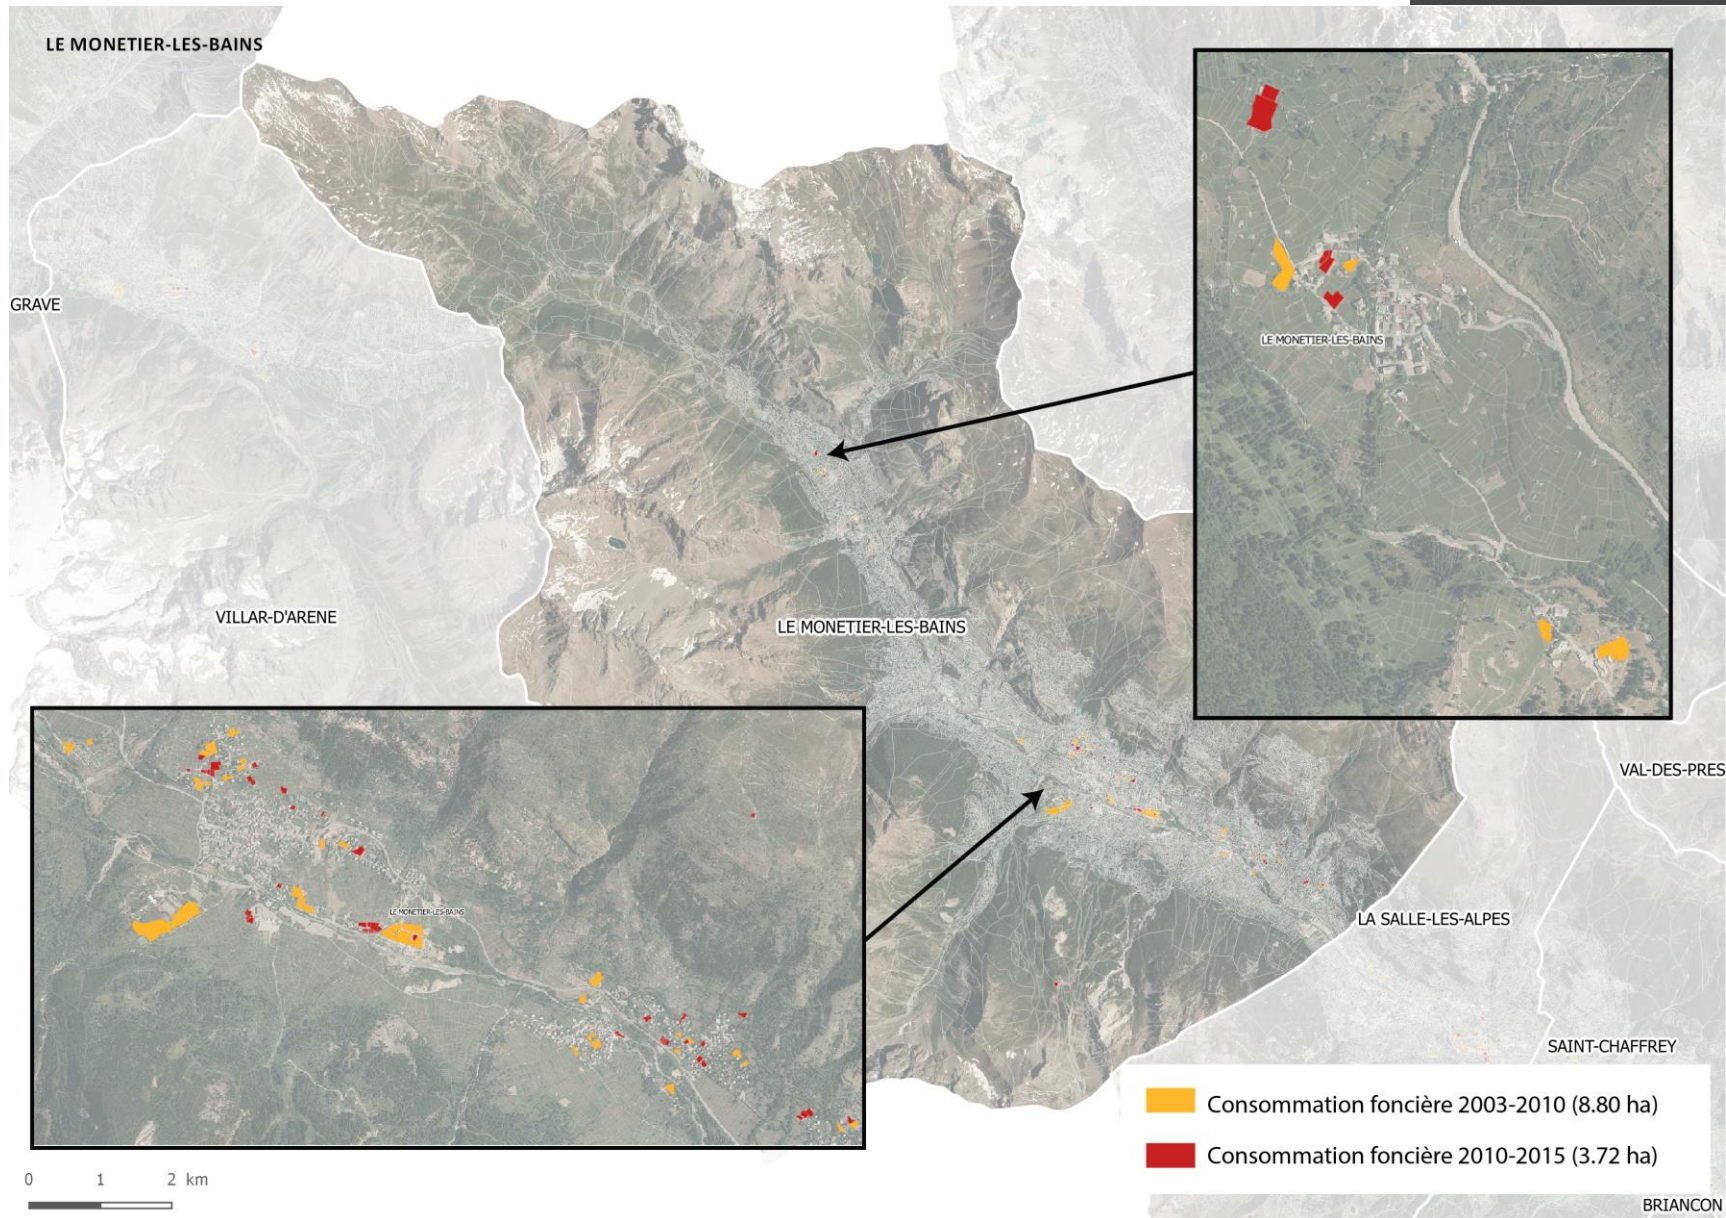 LE MONETIER-LES-BAINS
GRAVE
LE MONETIER-LES-BAINS
VILLAR-D'ARENE
LE MONETIER-LES-BAINS
VAL-DES-PRES
LE MONETIER-LES-BAINS
LA SALLE-LES-ALPES
SAINT-CHAFFREY
Consommation foncière 2003-2010 (8.80 ha)
Consommation foncière 2010-2015 (3.72 ha)
0 1 2 km
BRIANCON